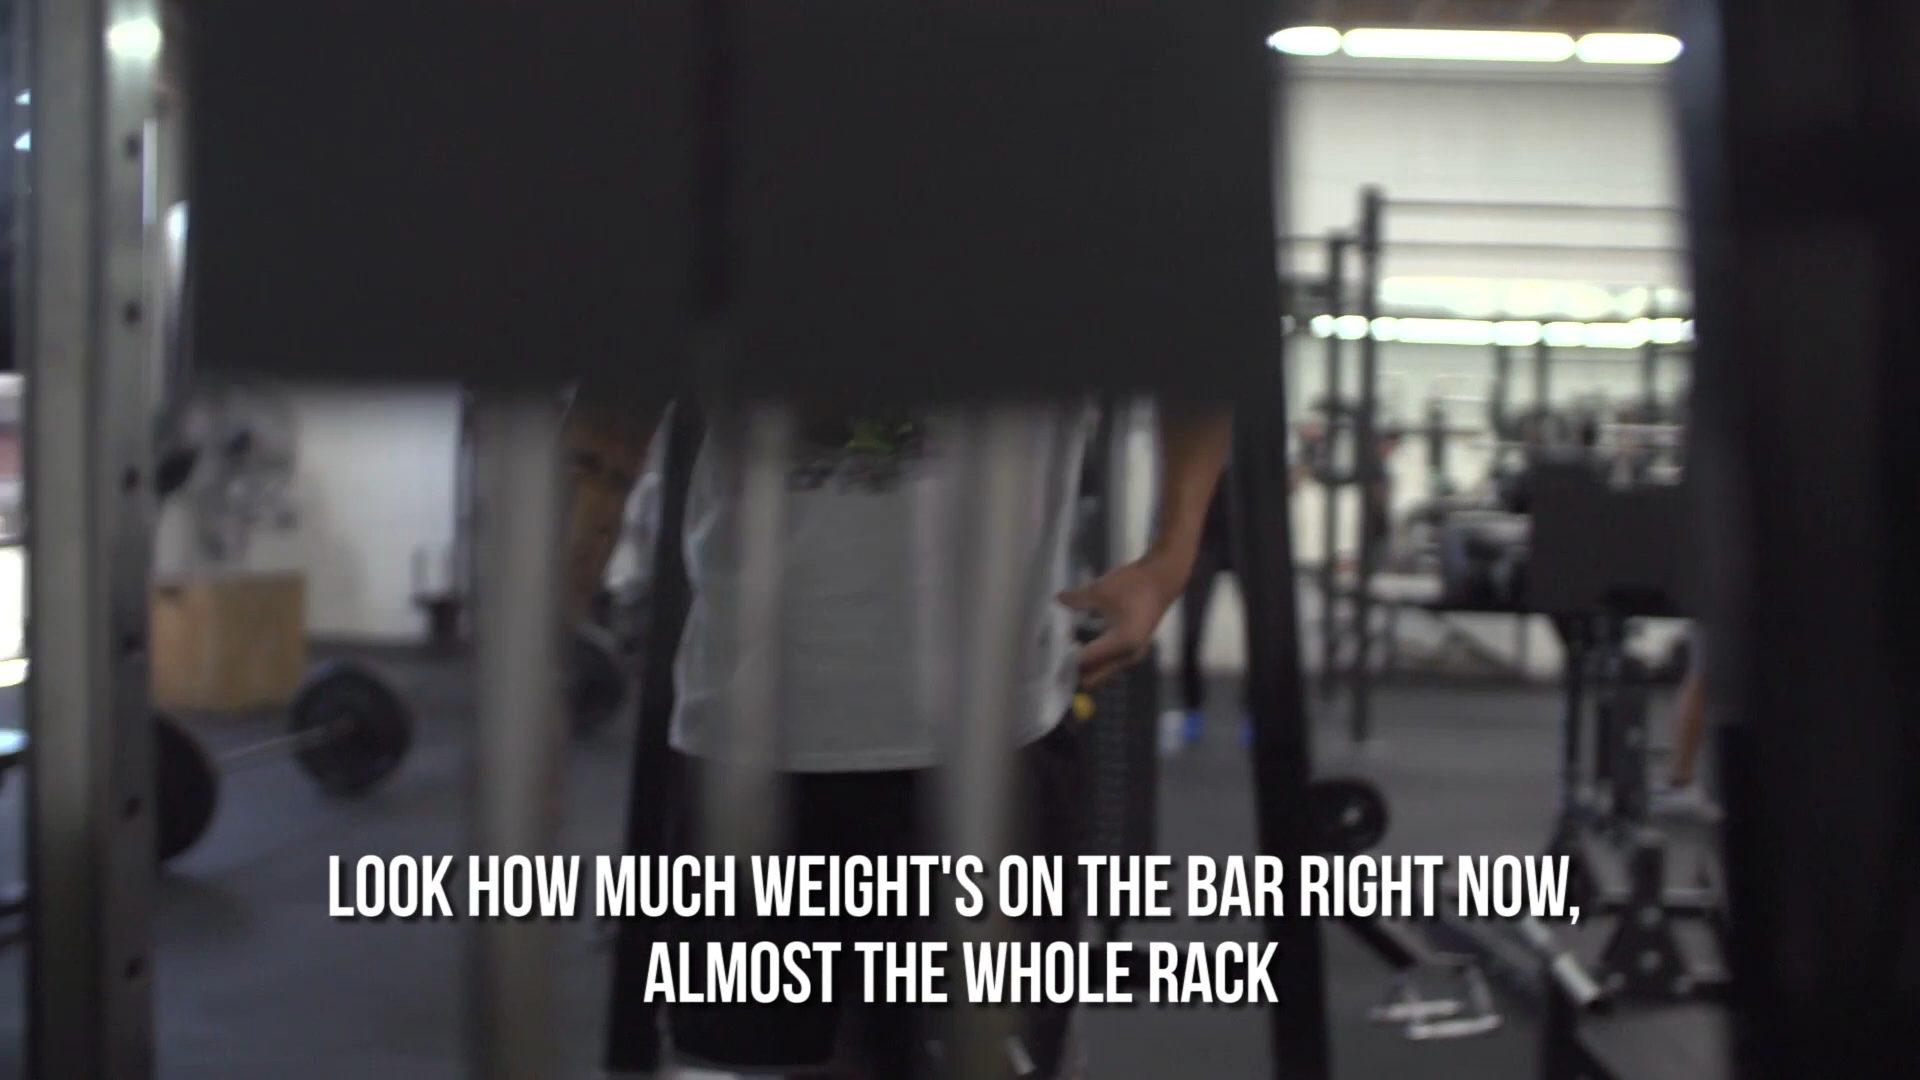 LOOK HOW MUCH WEIGHT'S ON THE BAR RIGHT NOW,
ALMOST THE WHOLE RACK